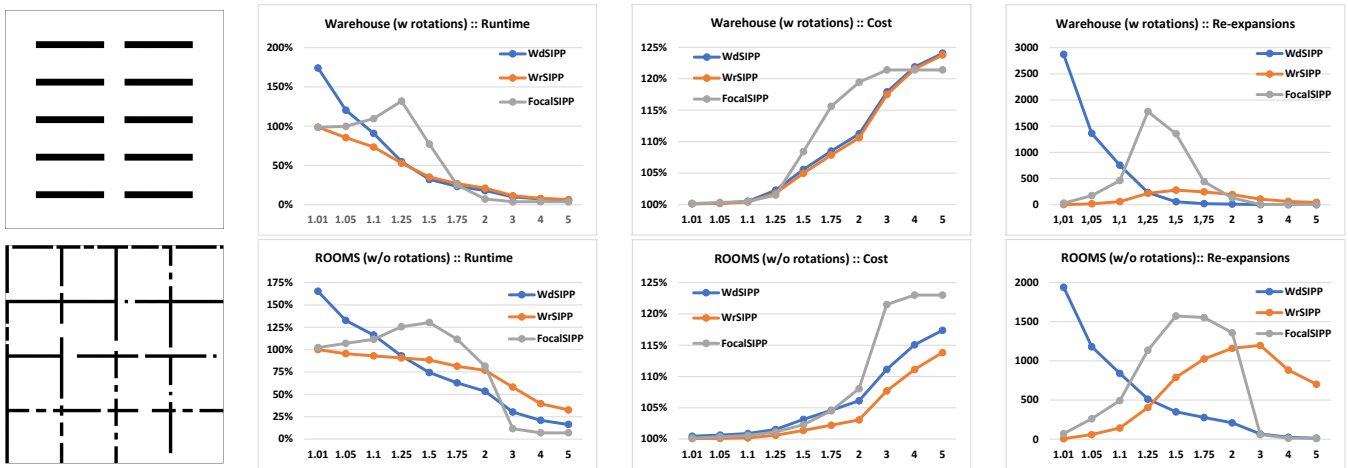 Warehouse (w rotations) :: Runtime
200%
150%
100%
50%
0%
WdSIPP
WrSIPP
FocalSIPP
1.01 1.05 1.1 1.25 1.5 1.75 2 3 4 5
Warehouse (w rotations) :: Cost
125%
120%
115%
110%
105%
100%
WdSIPP
WrSIPP
FocalSIPP
1.01 1.05 1.1 1.25 1.5 1.75 2 3 4 5
Warehouse (w rotations) :: Re-expansions
3000
2500
2000
1500
1000
500
0
WdSIPP
WrSIPP
FocalSIPP
1,01 1,05 1,1 1,25 1,5 1,75 2 3 4 5
ROOMS (w/o rotations) :: Runtime
175%
150%
125%
100%
75%
50%
25%
0%
WdSIPP
WrSIPP
FocalSIPP
1.01 1.05 1.1 1.25 1.5 1.75 2 3 4 5
ROOMS (w/o rotations) :: Cost
125%
120%
115%
110%
105%
100%
WdSIPP
WrSIPP
FocalSIPP
1.01 1.05 1.1 1.25 1.5 1.75 2 3 4 5
ROOMS (w/o rotations):: Re-expansions
2000
1500
1000
500
0
WdSIPP
WrSIPP
FocalSIPP
1.01 1.05 1.1 1.25 1.5 1.75 2 3 4 5